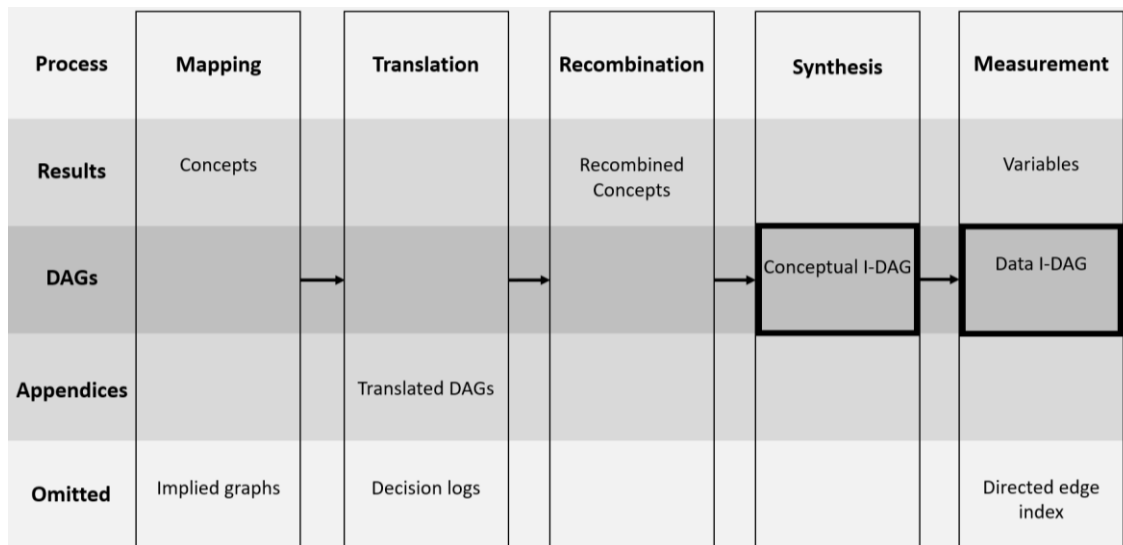 Process Mapping Translation Recombination Synthesis Measurement
Results Concepts Recombined Concepts Variables
DAGs Conceptual I-DAG Data I-DAG
Appendices Translated DAGs
Omitted Implied graphs Decision logs Directed edge index